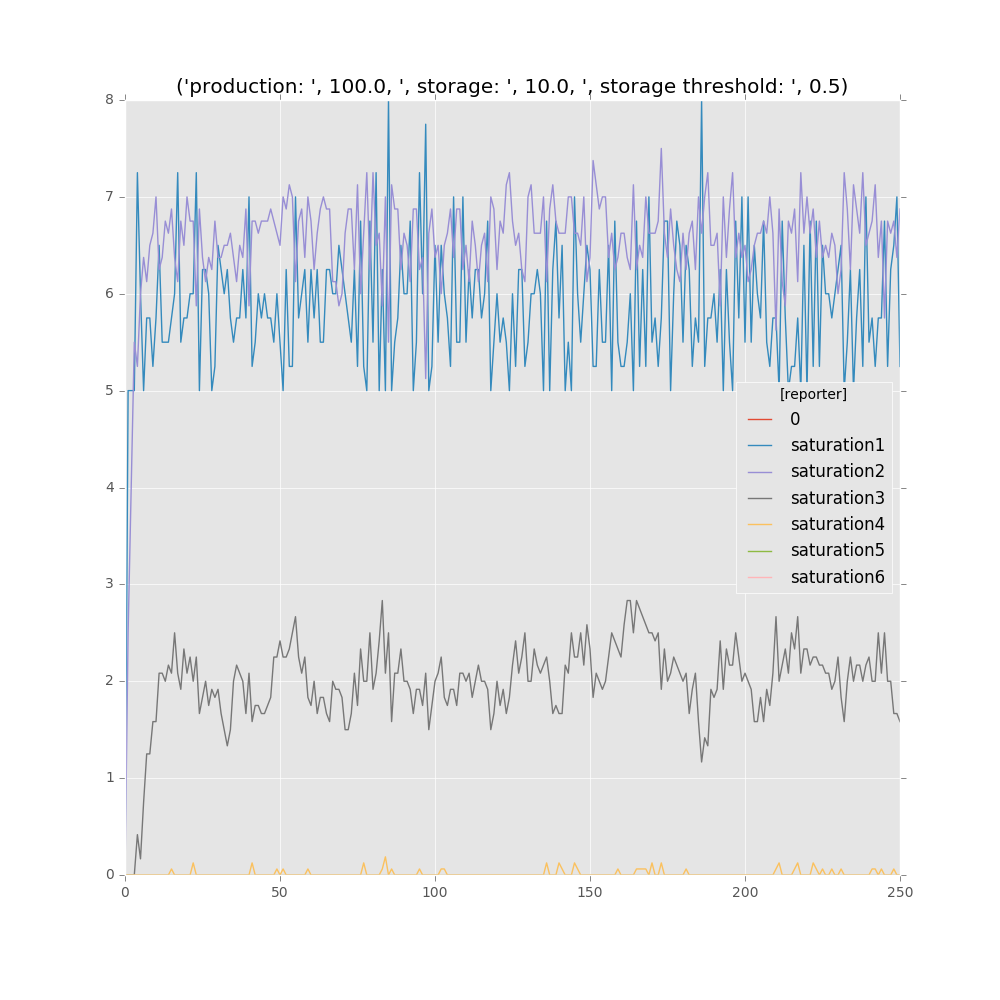 ('production: ', 100.0, ', storage: ', 10.0, ', storage threshold: ', 0.5)
8
7
6
5
4
3
2
1
0
[reporter]
0
saturation1
saturation2
saturation3
saturation4
saturation5
saturation6
0 50 100 150 200 250